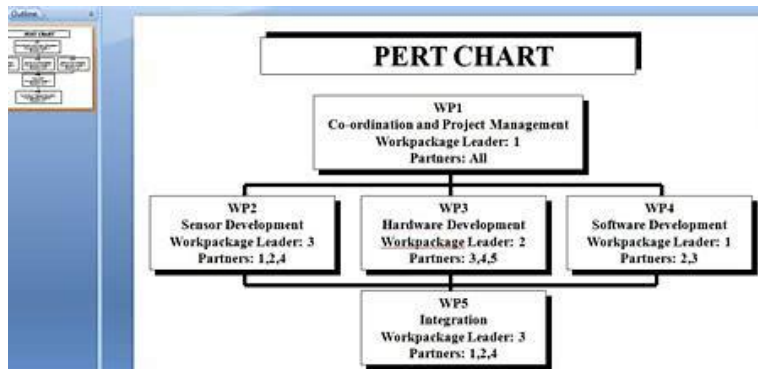 Outline
PERT CHART
WP1
Co-ordination and Project Management
Workpackage Leader: 1
Partners: All
WP2
Sensor Development
Workpackage Leader: 3
Partners: 1,2,4
WP3
Hardware Development
Workpackage Leader: 2
Partners: 3,4,5
WP4
Software Development
Workpackage Leader: 1
Partners: 2,3
WP5
Integration
Workpackage Leader: 3
Partners: 1,2,4